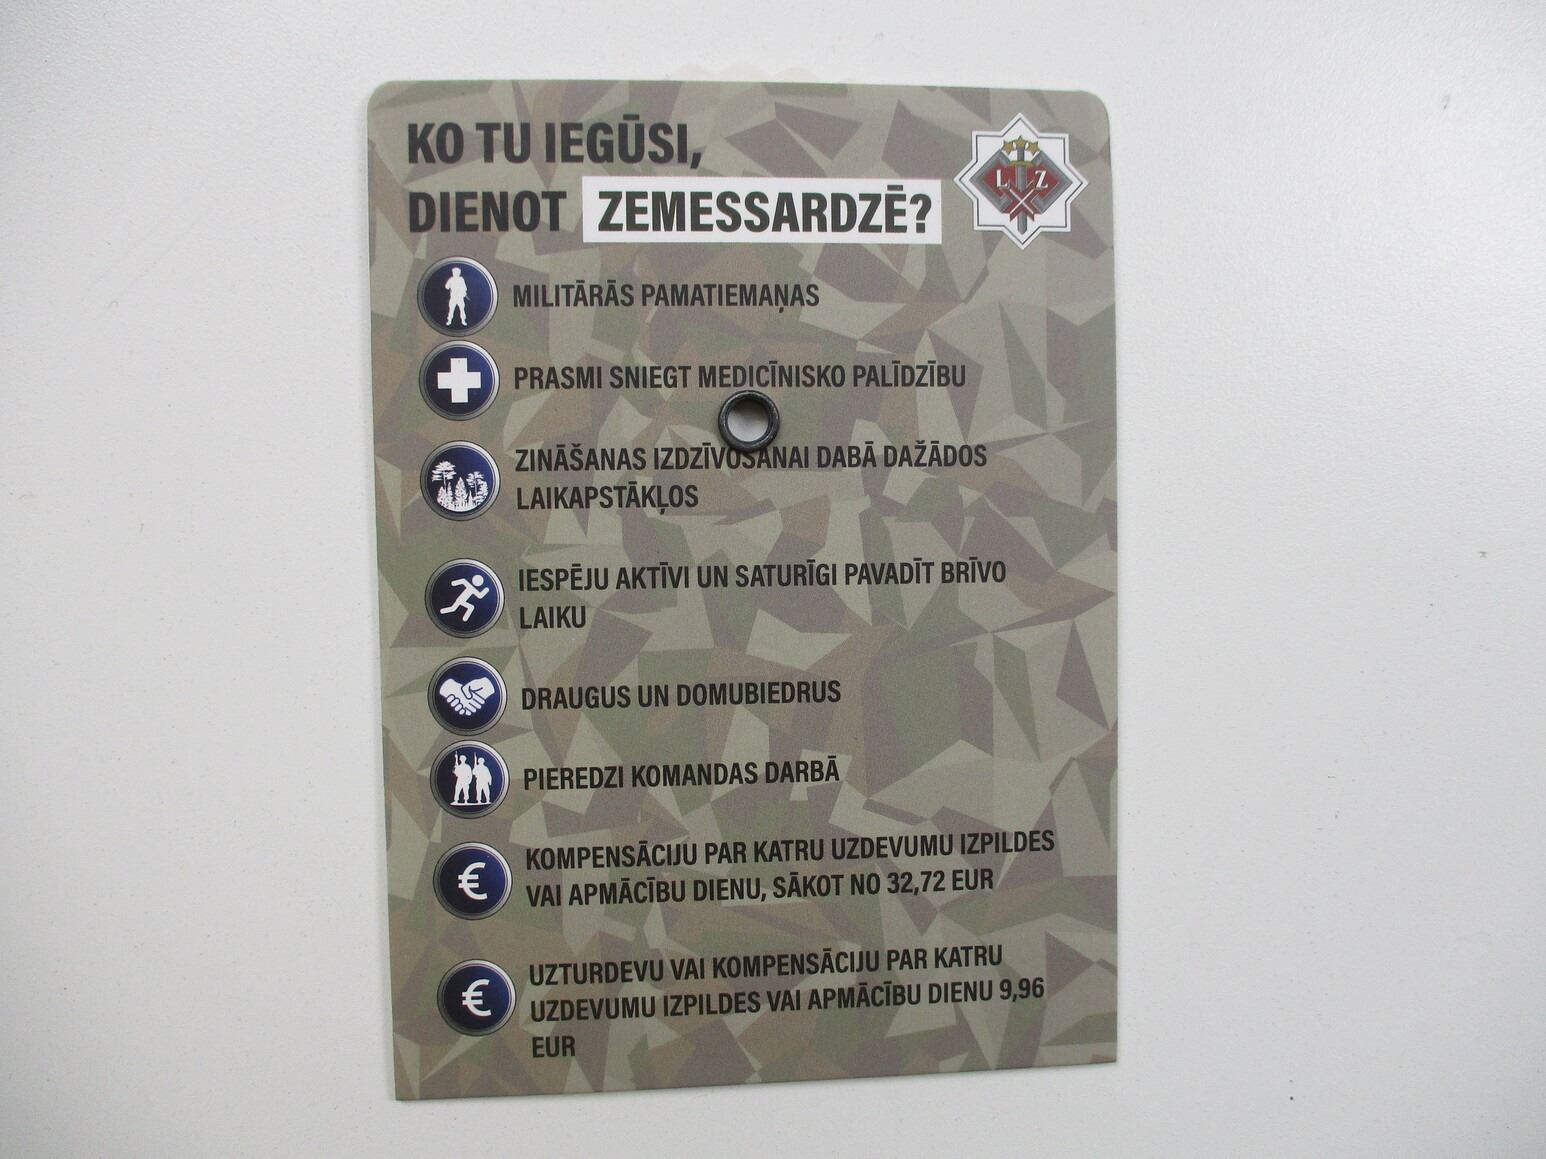 KO TU IEGŪSI,
DIENOT ZEMESSARDZĒ?
L Z
MILITĀRĀS PAMATIEMAŅAS
PRASMI SNIEGT MEDICĪNISKO PALĪDZĪBU
ZINĀŠANAS IZDZĪVOŠANAI DABĀ DAŽĀDOS
LAIKAPSTĀKĻOS
IESPĒJU AKTĪVI UN SATURĪGI PAVADĪT BRĪVO
LAIKU
DRAUGUS UN DOMUBIEDRUS
PIEREDZI KOMANDAS DARBĀ
€ KOMPENSĀCIJU PAR KATRU UZDEVUMU IZPILDES
VAI APMĀCĪBU DIENU, SĀKOT NO 32,72 EUR
€ UZTURDEVU VAI KOMPENSĀCIJU PAR KATRU
UZDEVUMU IZPILDES VAI APMĀCĪBU DIENU 9,96
EUR